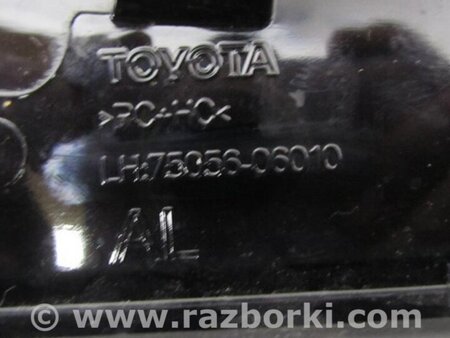 TOYOTA
>PC+HC<
LH:75056-06010
AL
www.razborki.com